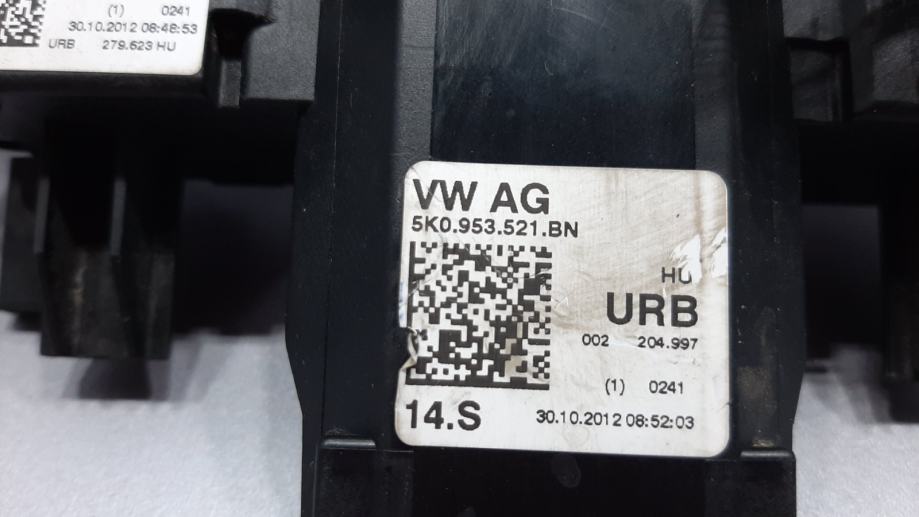 (1) 0241
30.10.2012 08:48:53
URB 279.623 HU
VW AG
5K0.953.521.BN
HU
URB
002 204.997
(1) 0241
14.S 30.10.2012 08:52:03